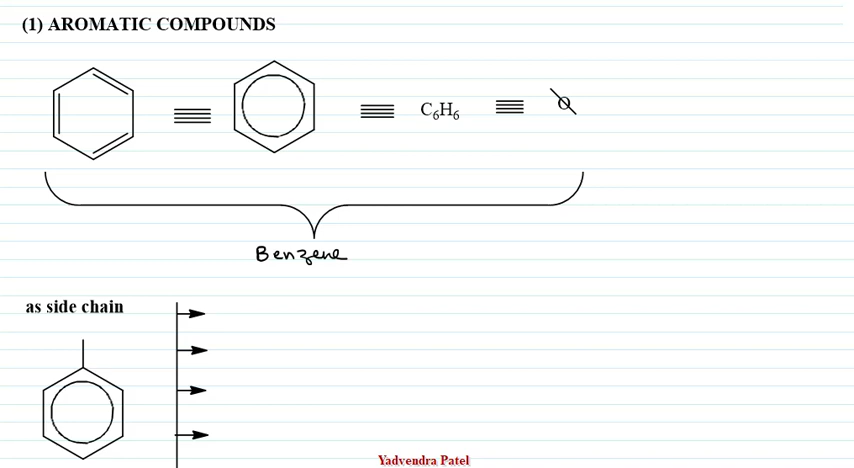 (1) AROMATIC COMPOUNDS
C₆H₆
Benzene
as side chain
Yadvendra Patel